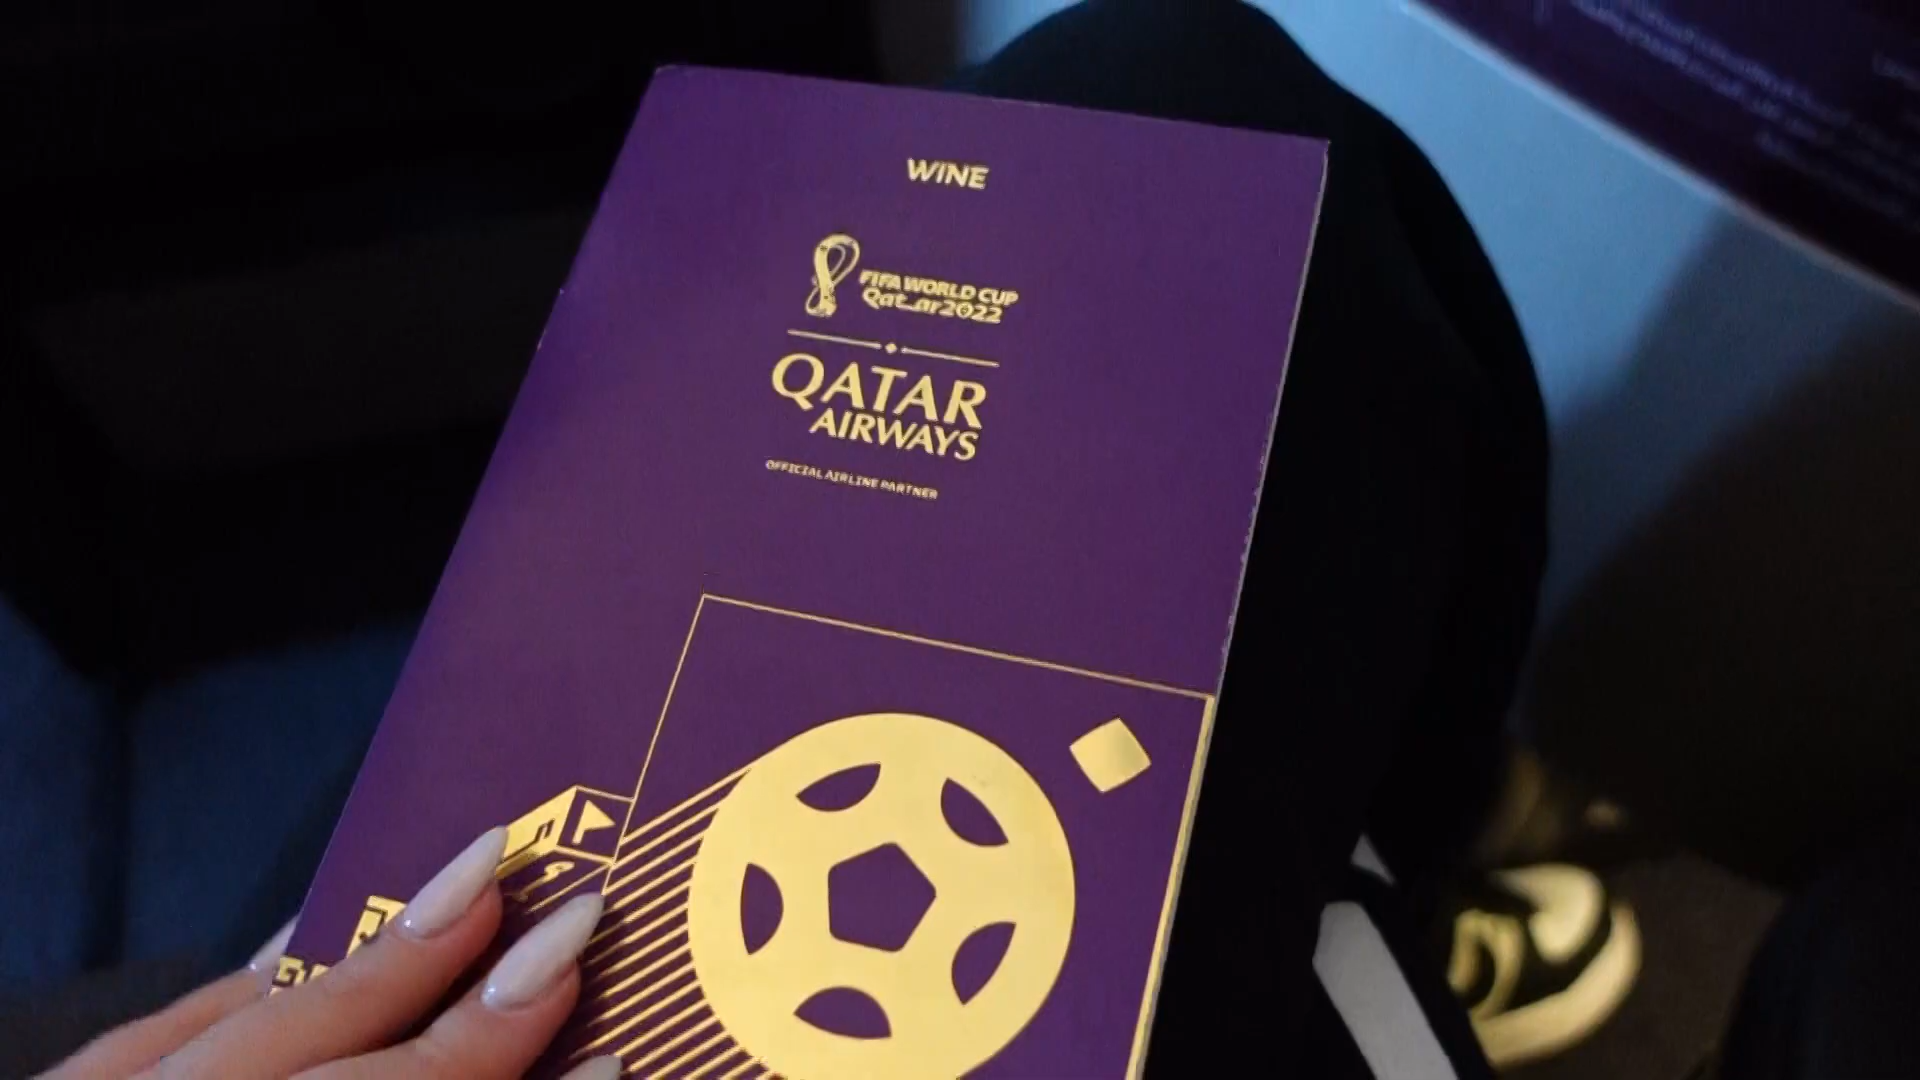 WINE
FIFA WORLD CUP
Qatar2022
QATAR
AIRWAYS
OFFICIAL AIRLINE PARTNER